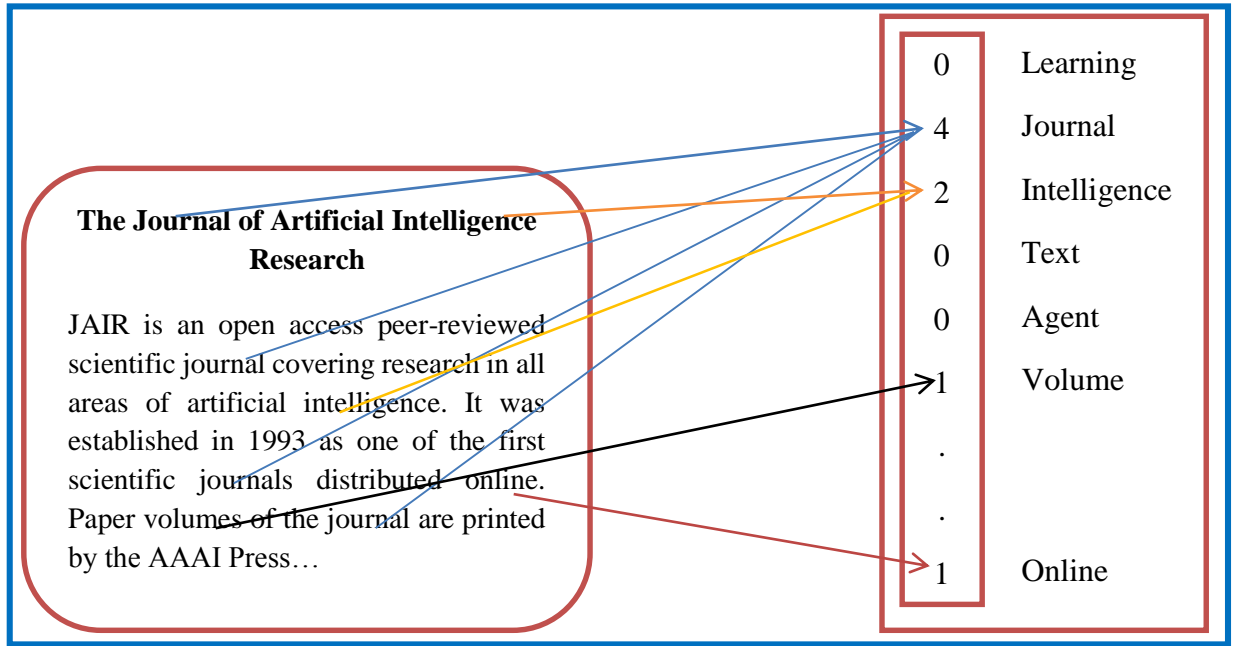 The Journal of Artificial Intelligence
Research
JAIR is an open access peer-reviewed
scientific journal covering research in all
areas of artificial intelligence. It was
established in 1993 as one of the first
scientific journals distributed online.
Paper volumes of the journal are printed
by the AAAI Press…
0 Learning
4 Journal
2 Intelligence
0 Text
0 Agent
1 Volume
.
.
1 Online